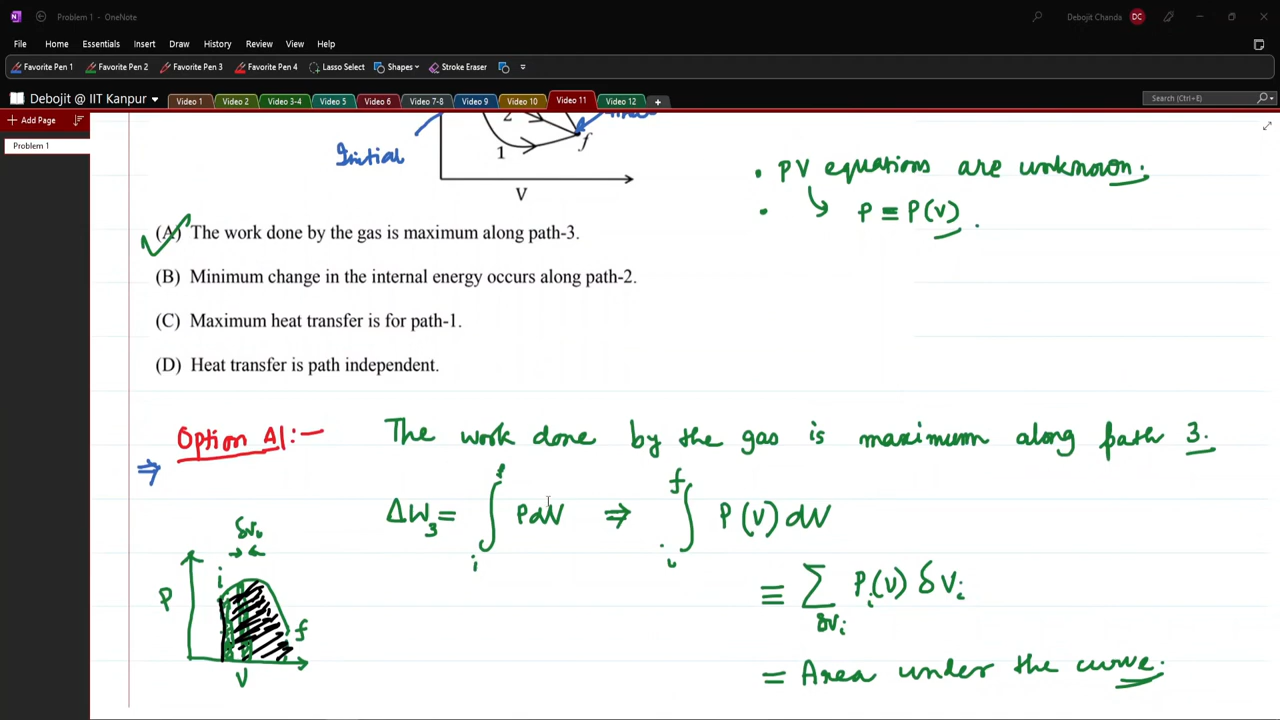 Problem 1 - OneNote
Debojit Chanda DC
File Home Essentials Insert Draw History Review View Help
Favorite Pen 1 Favorite Pen 2 Favorite Pen 3 Favorite Pen 4 Lasso Select Shapes Stroke Eraser
Debojit @ IIT Kanpur Video 1 Video 2 Video 3-4 Video 5 Video 6 Video 7-8 Video 9 Video 10 Video 11 Video 12 + Search (Ctrl+E)
+ Add Page
Problem 1
2
f
1
Initial
V
• PV equations are unknown.
• P ≡ P(V).
(A) The work done by the gas is maximum along path-3.
(B) Minimum change in the internal energy occurs along path-2.
(C) Maximum heat transfer is for path-1.
(D) Heat transfer is path independent.
Option A|:— The work done by the gas is maximum along path 3.
⇒ ΔW₃ = ∫ᵢᶠ PdV ⇒ ∫ᵢᶠ P(V) dV
≡ ∑ Pᵢ(V) δVᵢ
δVᵢ
= Area under the curve.
δVᵢ
i
P
f
V